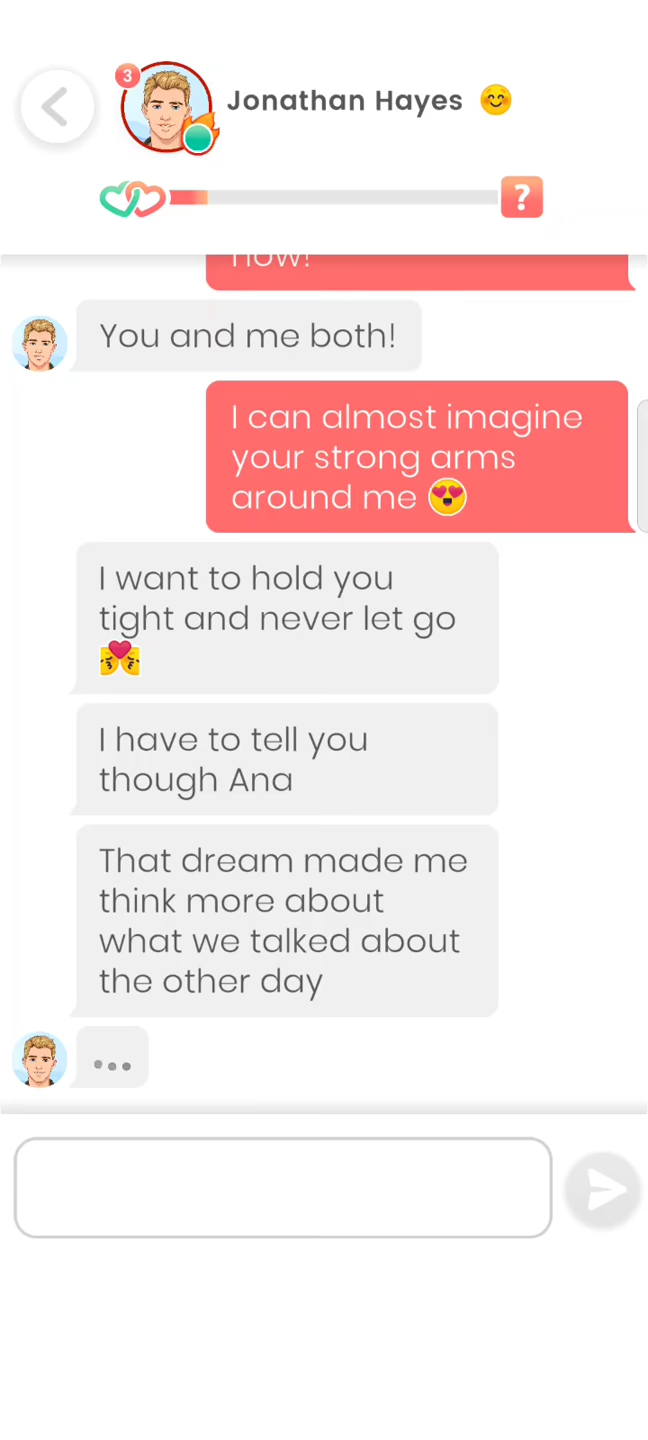 3
Jonathan Hayes
?
now!
You and me both!
I can almost imagine
your strong arms
around me
I want to hold you
tight and never let go
I have to tell you
though Ana
That dream made me
think more about
what we talked about
the other day
...